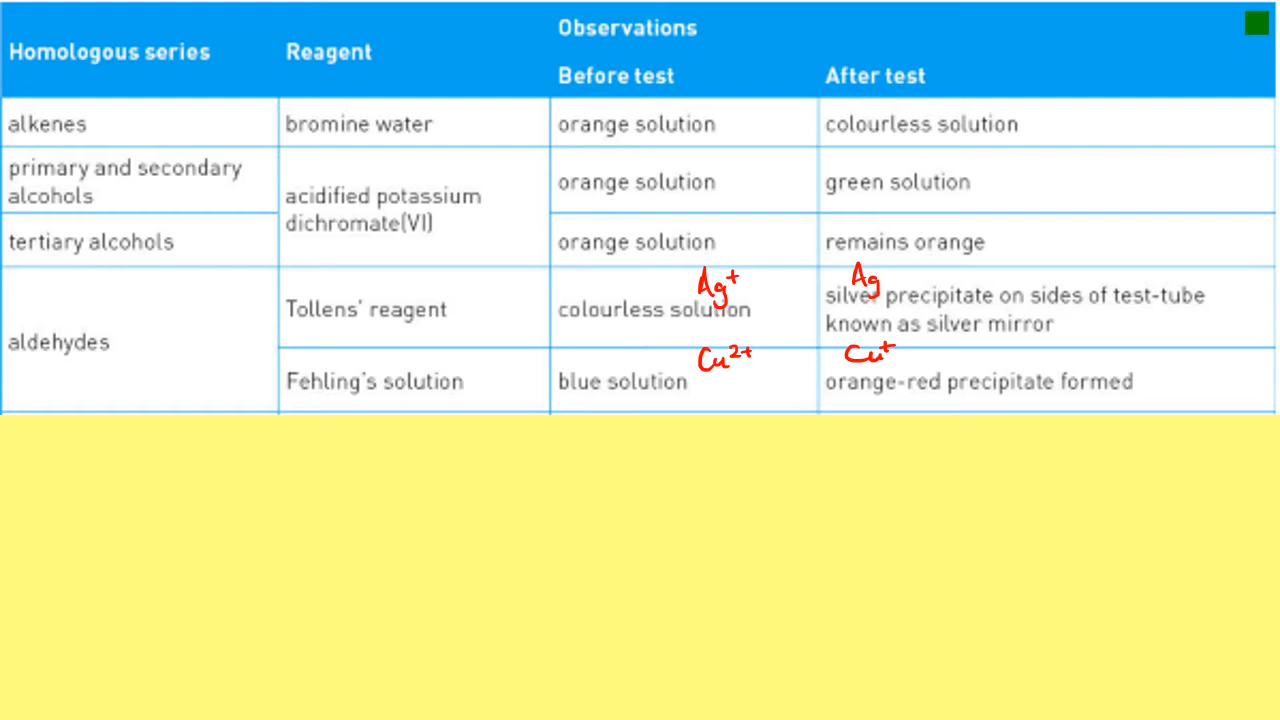 Observations
Homologous series Reagent
Before test After test
alkenes bromine water orange solution colourless solution
primary and secondary
alcohols
acidified potassium
dichromate(VI)
orange solution green solution
tertiary alcohols orange solution remains orange
Ag+ Ag
aldehydes
Tollens' reagent colourless solution
silver precipitate on sides of test-tube
known as silver mirror
Cu2+ Cu+
Fehling's solution blue solution orange-red precipitate formed